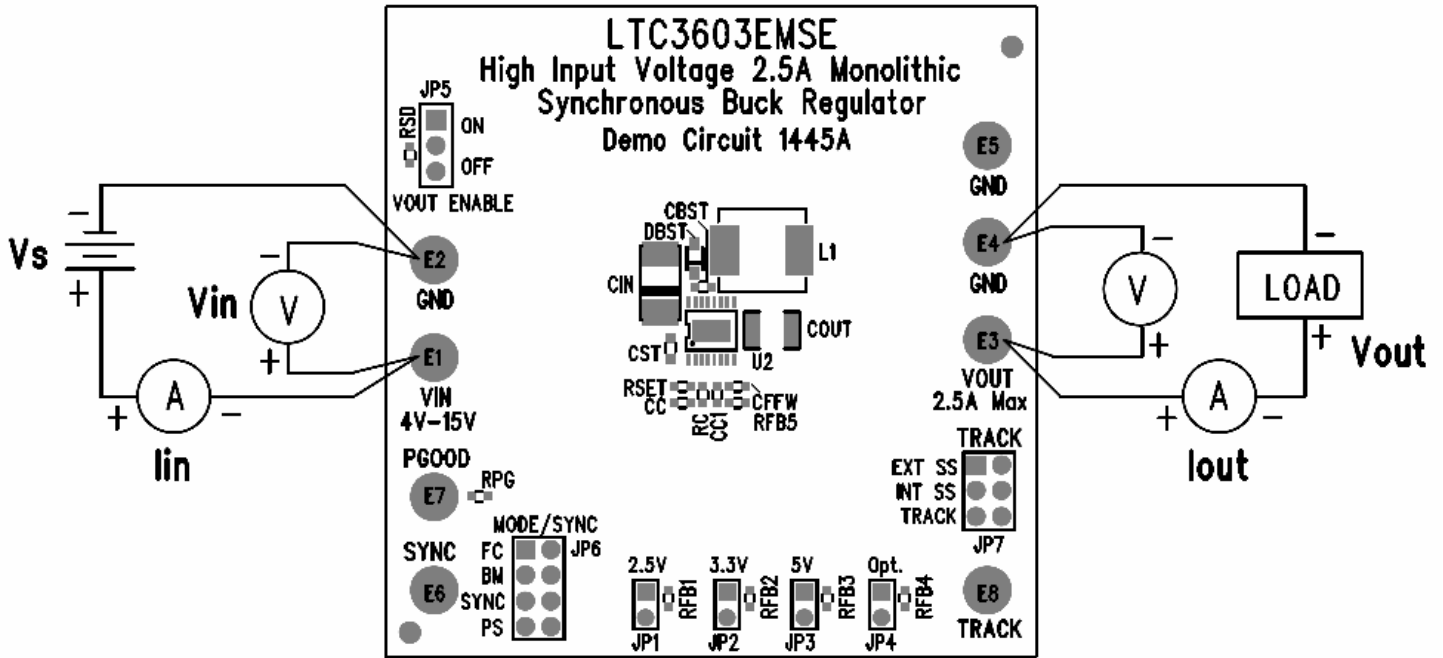 LTC3603EMSE
High Input Voltage 2.5A Monolithic
Synchronous Buck Regulator
Demo Circuit 1445A
JP5
RSD
ON
OFF
VOUT ENABLE
E5
GND
-
Vs
+
-
Vin
V
+
E2
GND
E1
VIN
4V-15V
+
A
-
Iin
CBST
DBST
L1
CIN
COUT
CST
U2
RSET
CC
RC
CC1
CFFW
RFB5
E4
GND
E3
VOUT
2.5A Max
-
V
+
-
LOAD
+
Vout
+
A
-
Iout
PGOOD
E7
RPG
MODE/SYNC
JP6
SYNC
E6
FC
BM
SYNC
PS
2.5V
RFB1
JP1
3.3V
RFB2
JP2
5V
RFB3
JP3
Opt.
RFB4
JP4
TRACK
EXT SS
INT SS
TRACK
JP7
E8
TRACK